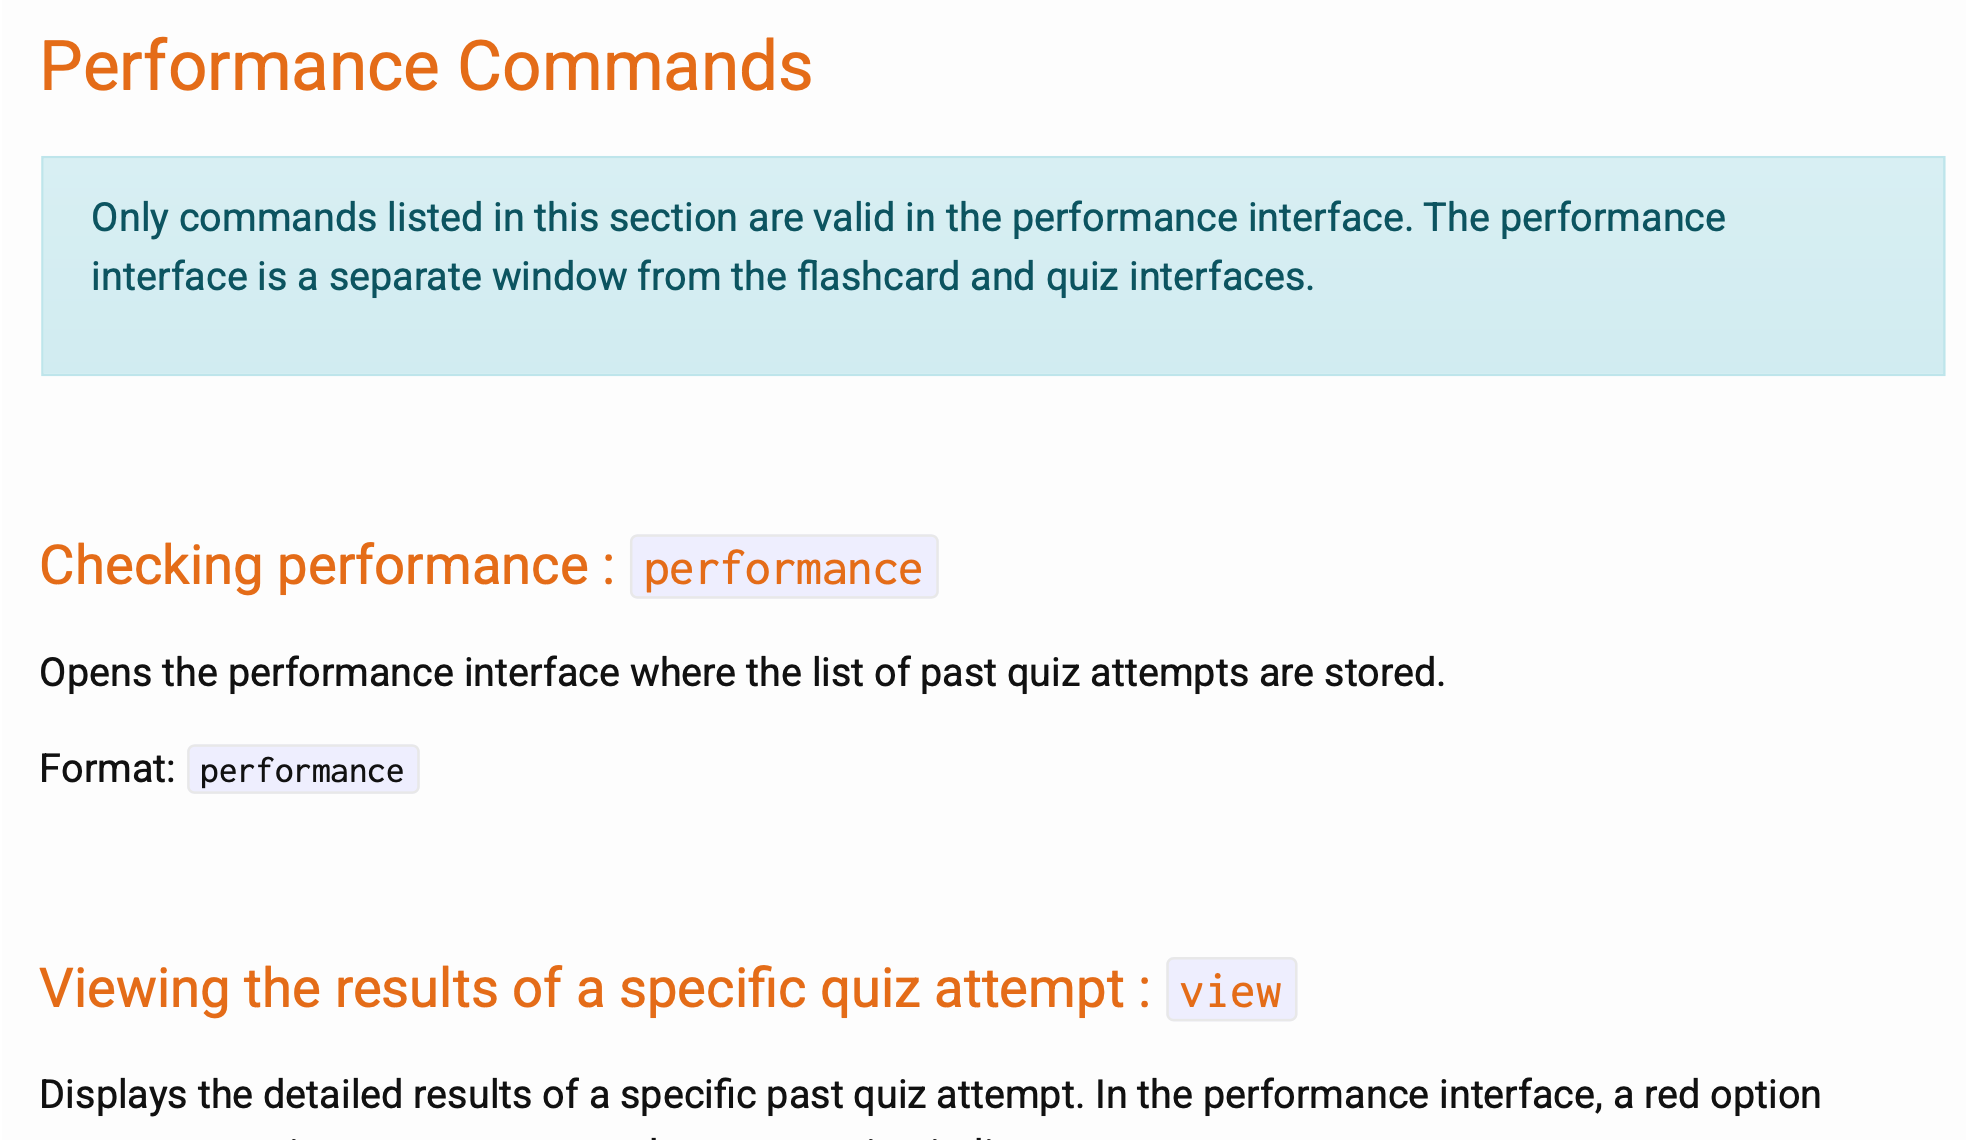 Performance Commands
Only commands listed in this section are valid in the performance interface. The performance
interface is a separate window from the flashcard and quiz interfaces.
Checking performance : performance
Opens the performance interface where the list of past quiz attempts are stored.
Format: performance
Viewing the results of a specific quiz attempt : view
Displays the detailed results of a specific past quiz attempt. In the performance interface, a red option